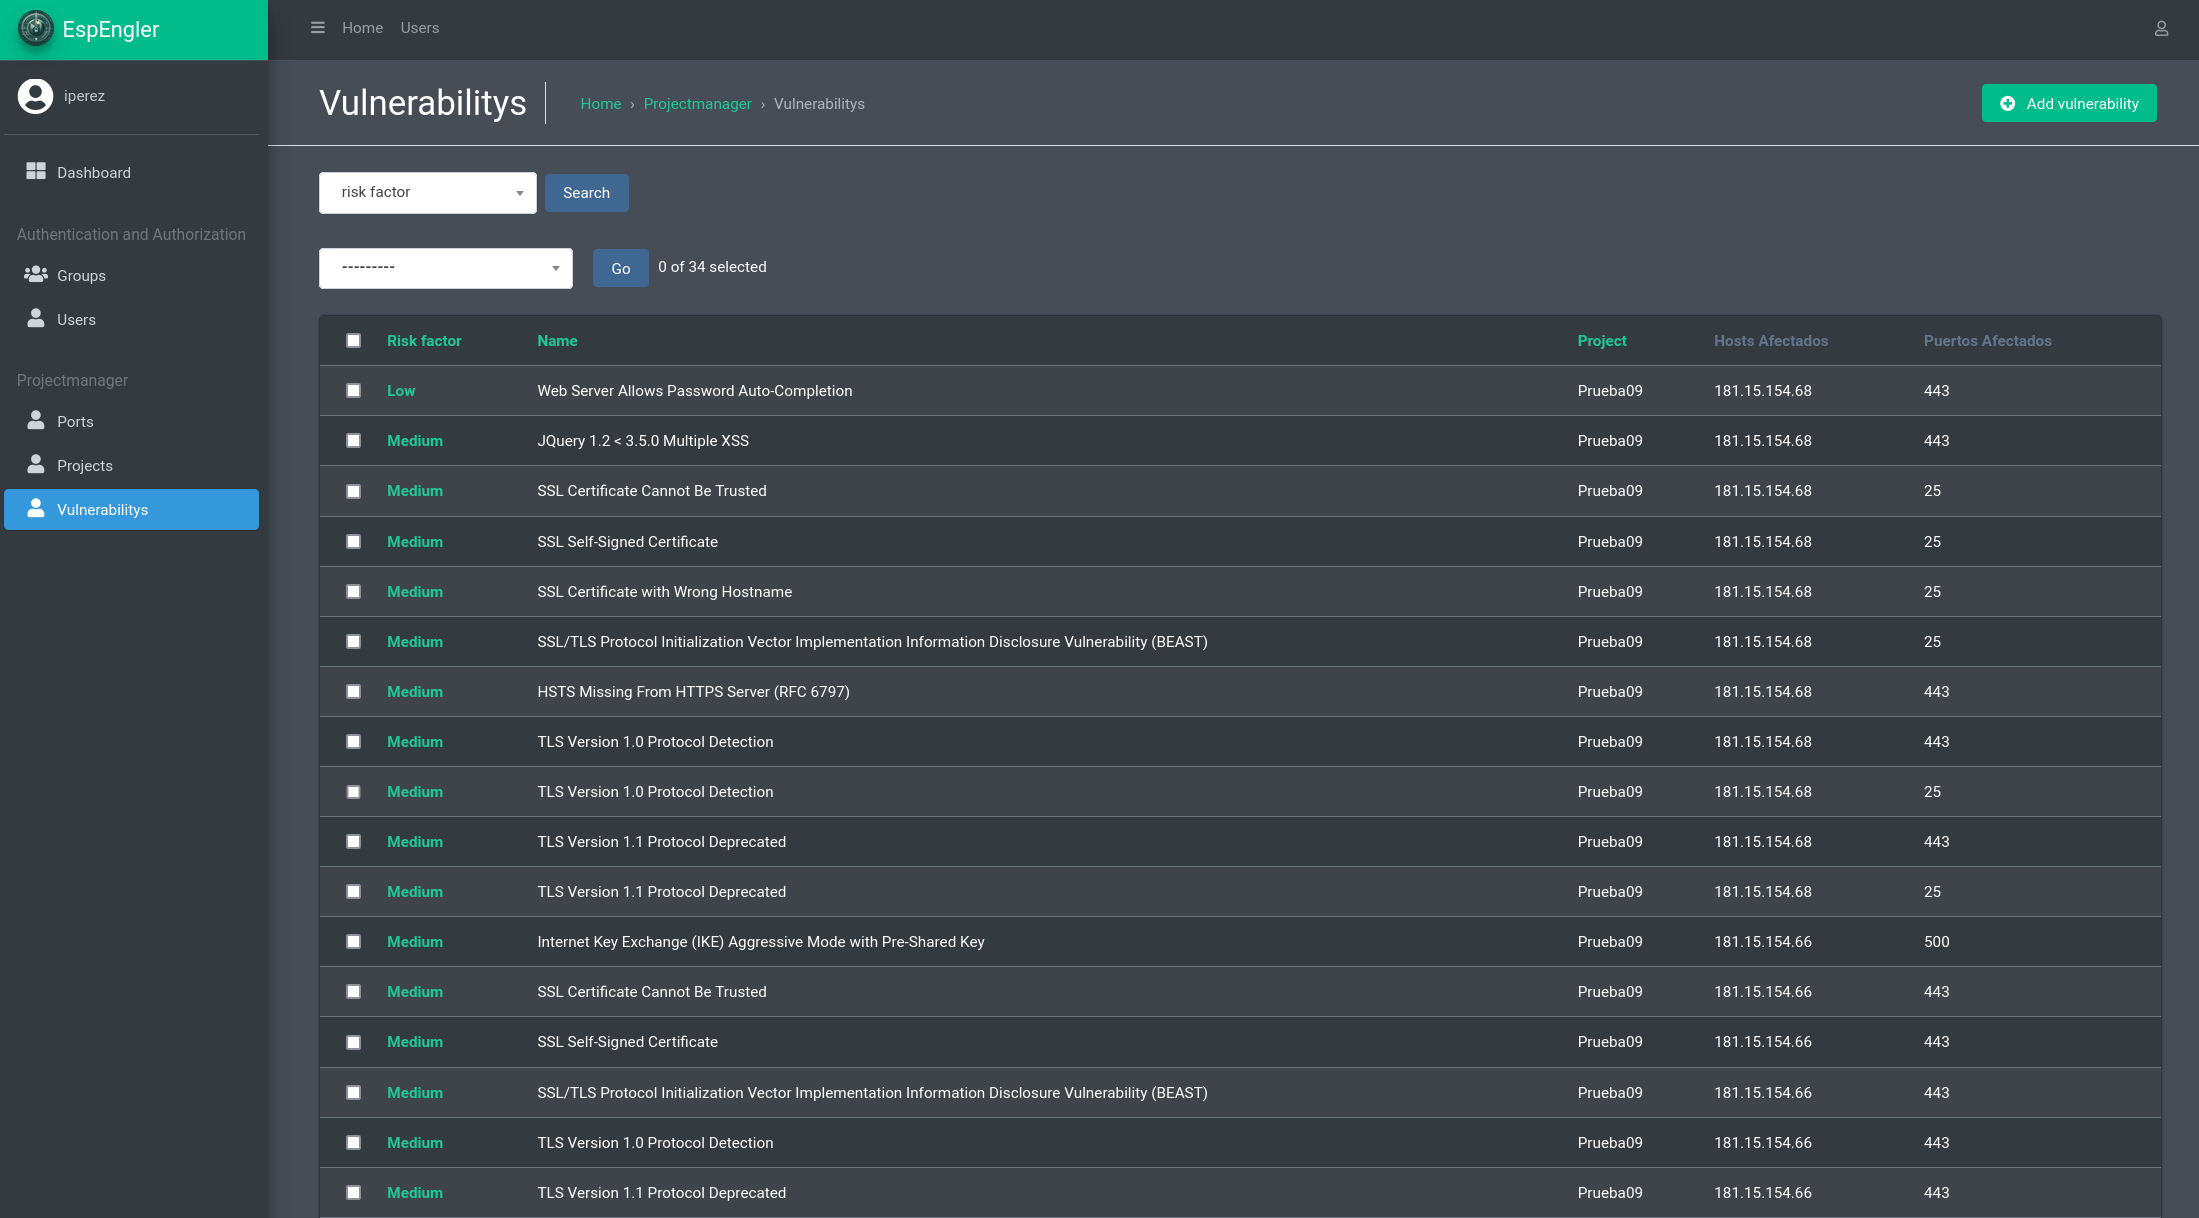 EspEngler
Home Users
iperez
Vulnerabilitys
Home › Projectmanager › Vulnerabilitys
Add vulnerability
Dashboard
Authentication and Authorization
Groups
Users
Projectmanager
Ports
Projects
Vulnerabilitys
risk factor
Search
---------
Go
0 of 34 selected
Risk factor Name Project Hosts Afectados Puertos Afectados
Low Web Server Allows Password Auto-Completion Prueba09 181.15.154.68 443
Medium JQuery 1.2 < 3.5.0 Multiple XSS Prueba09 181.15.154.68 443
Medium SSL Certificate Cannot Be Trusted Prueba09 181.15.154.68 25
Medium SSL Self-Signed Certificate Prueba09 181.15.154.68 25
Medium SSL Certificate with Wrong Hostname Prueba09 181.15.154.68 25
Medium SSL/TLS Protocol Initialization Vector Implementation Information Disclosure Vulnerability (BEAST) Prueba09 181.15.154.68 25
Medium HSTS Missing From HTTPS Server (RFC 6797) Prueba09 181.15.154.68 443
Medium TLS Version 1.0 Protocol Detection Prueba09 181.15.154.68 443
Medium TLS Version 1.0 Protocol Detection Prueba09 181.15.154.68 25
Medium TLS Version 1.1 Protocol Deprecated Prueba09 181.15.154.68 443
Medium TLS Version 1.1 Protocol Deprecated Prueba09 181.15.154.68 25
Medium Internet Key Exchange (IKE) Aggressive Mode with Pre-Shared Key Prueba09 181.15.154.66 500
Medium SSL Certificate Cannot Be Trusted Prueba09 181.15.154.66 443
Medium SSL Self-Signed Certificate Prueba09 181.15.154.66 443
Medium SSL/TLS Protocol Initialization Vector Implementation Information Disclosure Vulnerability (BEAST) Prueba09 181.15.154.66 443
Medium TLS Version 1.0 Protocol Detection Prueba09 181.15.154.66 443
Medium TLS Version 1.1 Protocol Deprecated Prueba09 181.15.154.66 443